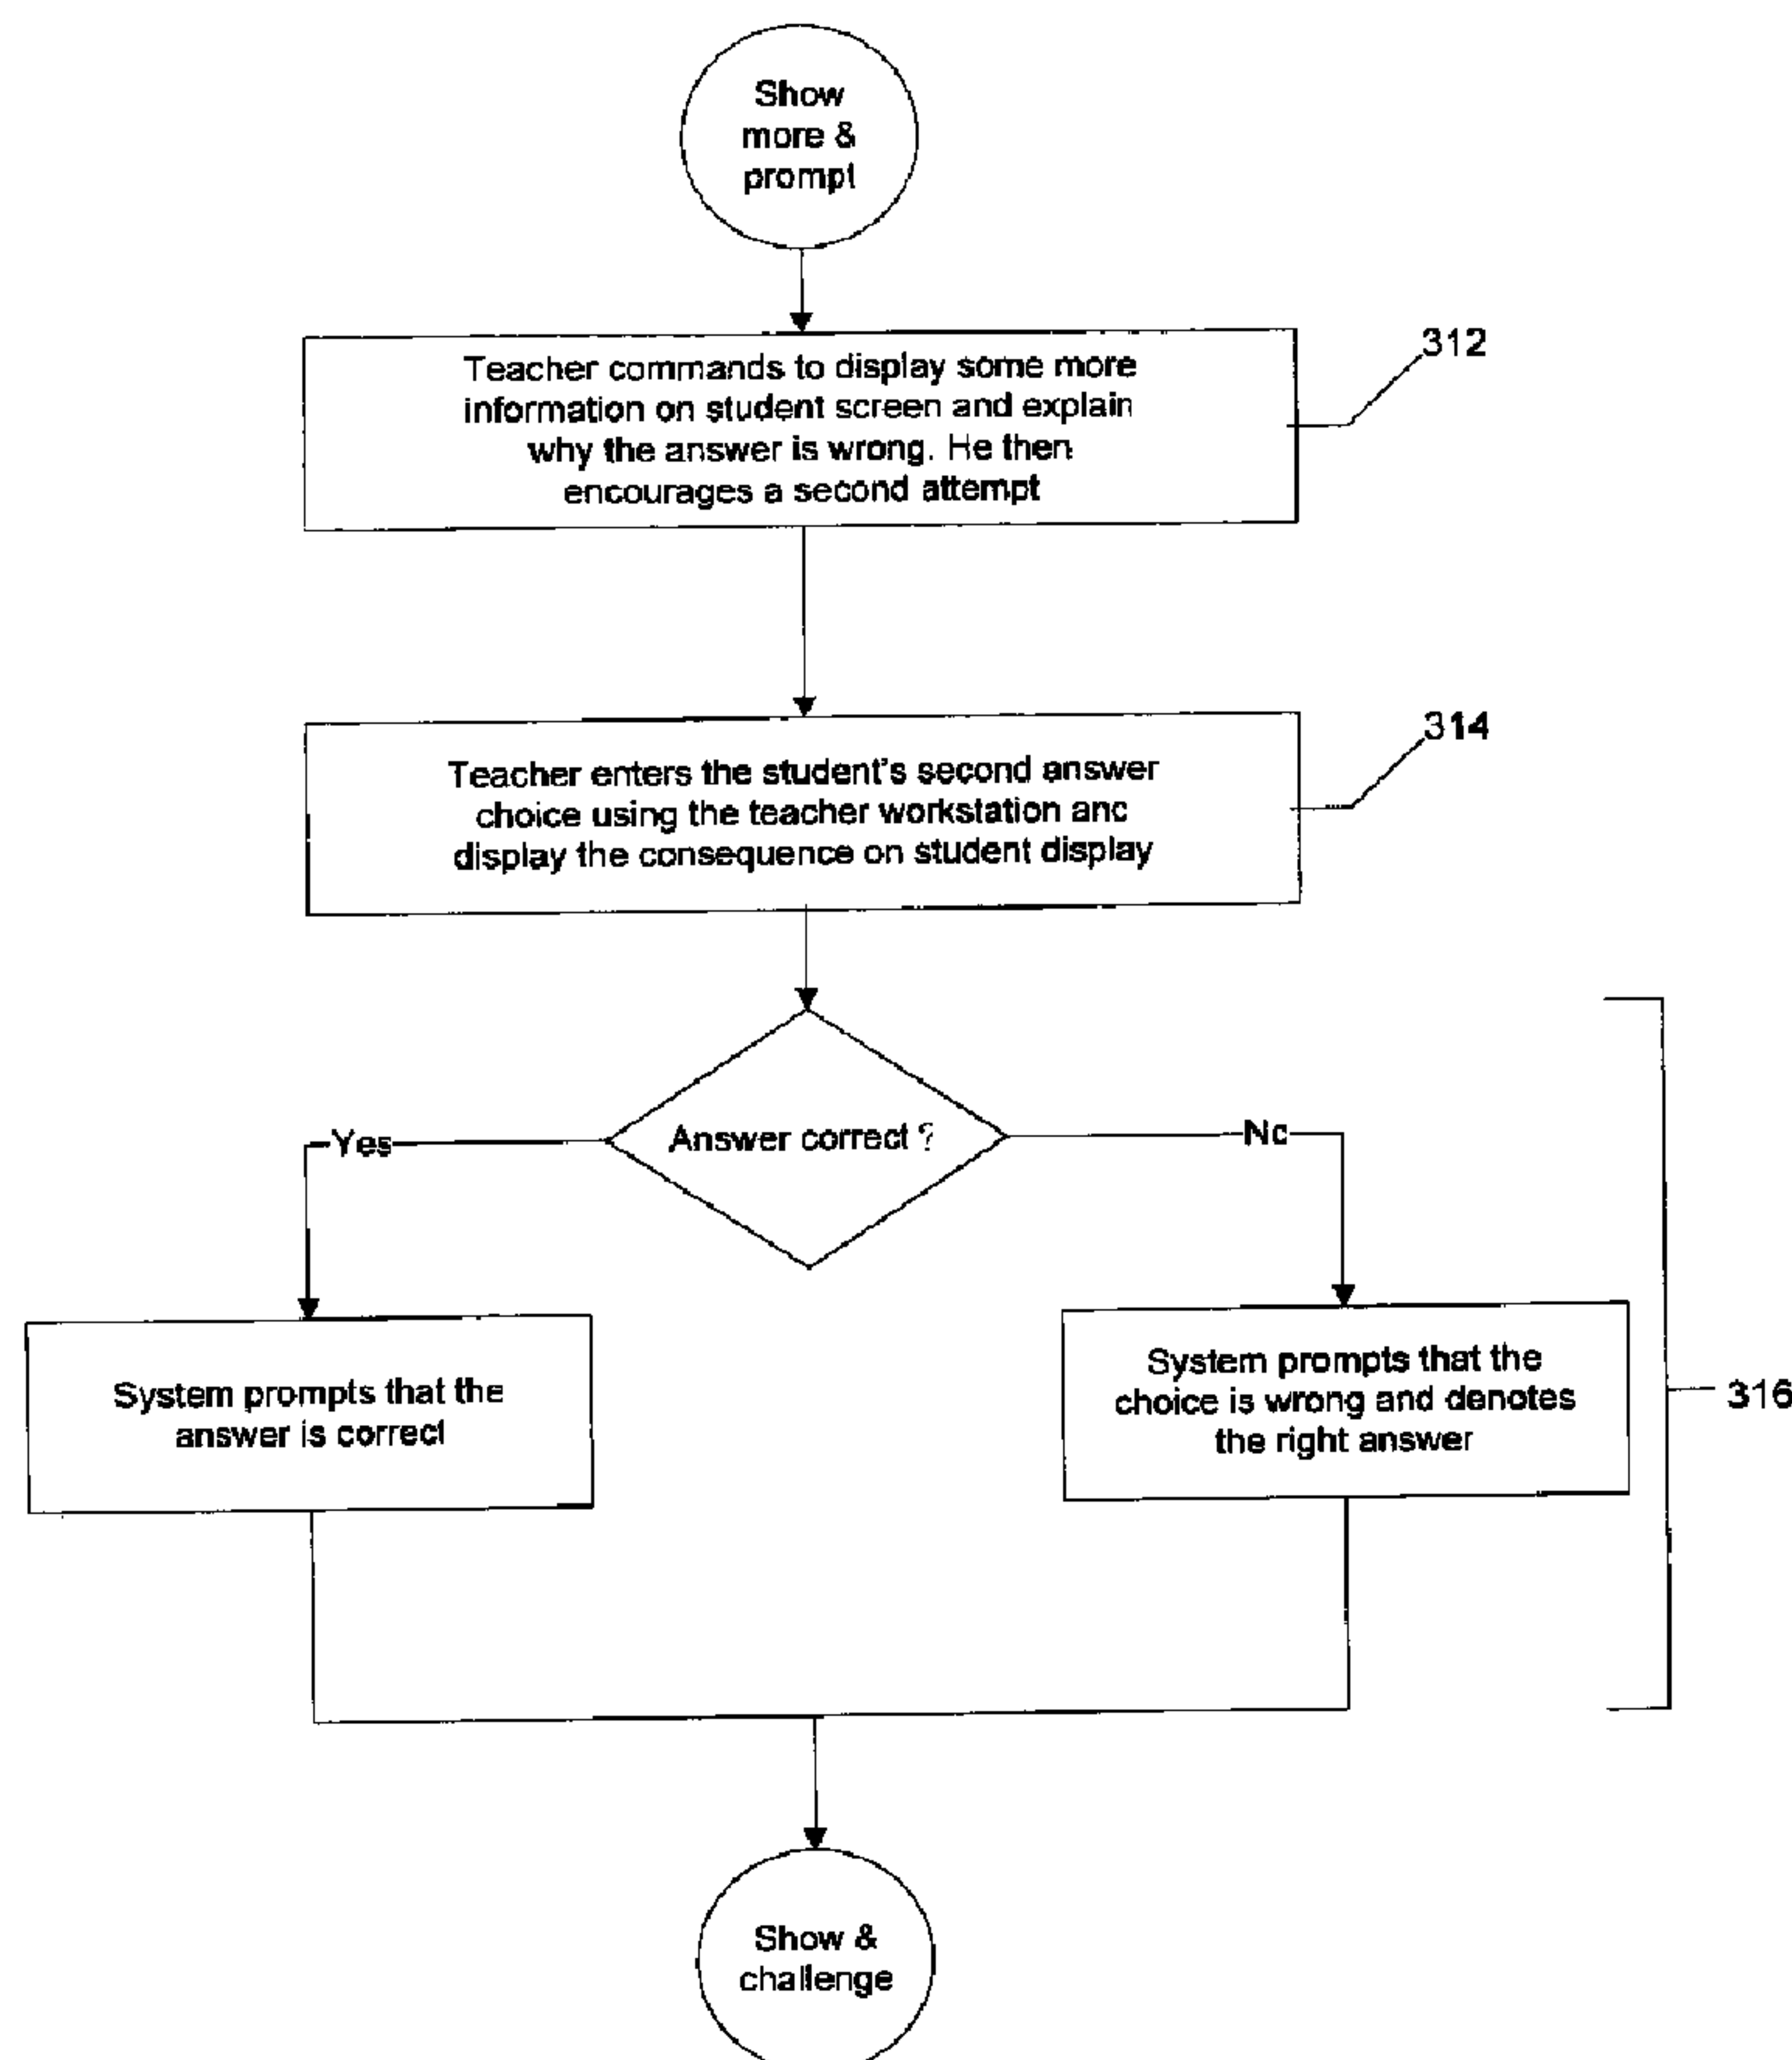 Show
more &
prompt
Teacher commands to display some more
information on student screen and explain
why the answer is wrong. He then
encourages a second attempt
312
Teacher enters the student's second answer
choice using the teacher workstation and
display the consequence on student display
314
Answer correct ?
Yes
No
System prompts that the
answer is correct
System prompts that the
choice is wrong and denotes
the right answer
316
Show &
challenge